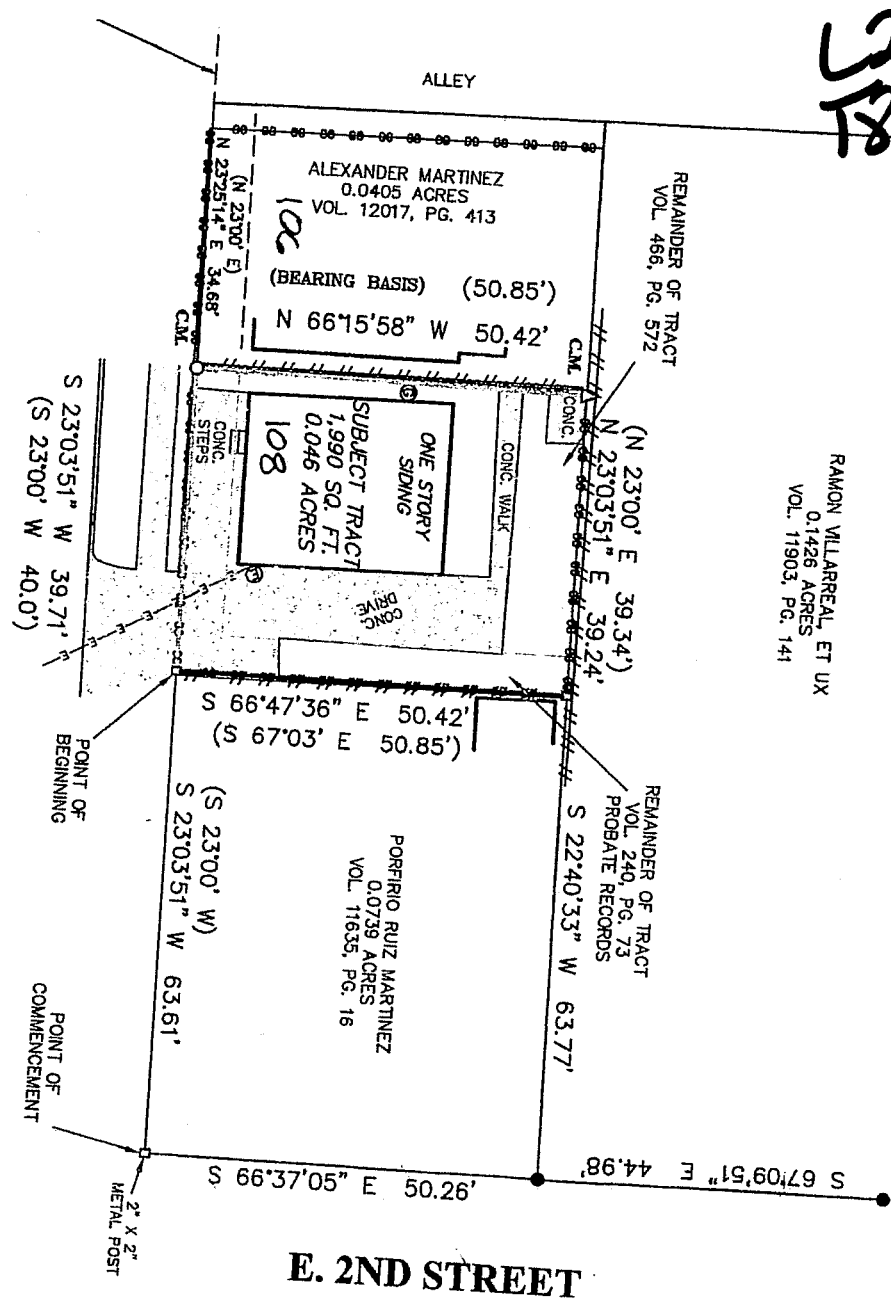 ALLEY
ALEXANDER MARTINEZ
0.0405 ACRES
VOL. 12017, PG. 413
106
(BEARING BASIS) (50.85')
N 66°15'58" W 50.42'
(N 23°00' E)
N 23°25'14" E 34.68'
C.M.
C.M.
REMAINDER OF TRACT
VOL. 466, PG. 572
RAMON VILLARREAL, ET UX
0.1426 ACRES
VOL. 11903, PG. 141
(N 23°00' E 39.34')
N 23°03'51" E 39.24'
CONC.
CONC. WALK
ONE STORY
SIDING
SUBJECT TRACT
1,990 SQ. FT.
0.046 ACRES
108
CONC.
STEPS
CONC.
DRIVE
S 23°03'51" W 39.71'
(S 23°00' W 40.0')
E
E
E
E
S 66°47'36" E 50.42'
(S 67°03' E 50.85')
POINT OF
BEGINNING
REMAINDER OF TRACT
VOL. 240, PG. 73
PROBATE RECORDS
S 22°40'33" W 63.77'
PORFIRIO RUIZ MARTINEZ
0.0739 ACRES
VOL. 11635, PG. 16
(S 23°00' W)
S 23°03'51" W 63.61'
POINT OF
COMMENCEMENT
2" X 2"
METAL POST
S 66°37'05" E 50.26'
S 67°09'51" E 44.98'
E. 2ND STREET